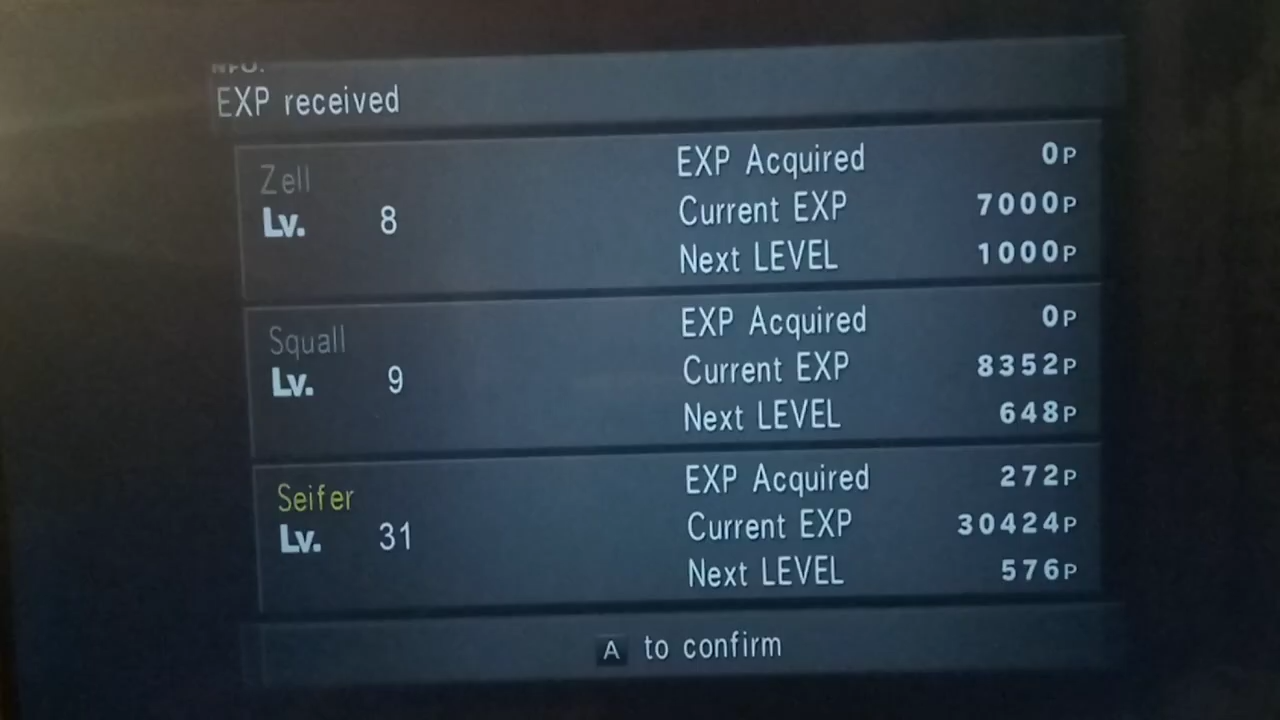 INFO.
EXP received
Zell
Lv. 8
EXP Acquired 0P
Current EXP 7000P
Next LEVEL 1000P
Squall
Lv. 9
EXP Acquired 0P
Current EXP 8352P
Next LEVEL 648P
Seifer
Lv. 31
EXP Acquired 272P
Current EXP 30424P
Next LEVEL 576P
A to confirm